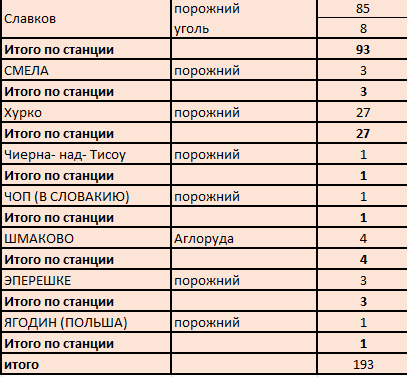 Славков порожний 85
уголь 8
Итого по станции 93
СМЕЛА порожний 3
Итого по станции 3
Хурко порожний 27
Итого по станции 27
Чиерна- над- Тисоу порожний 1
Итого по станции 1
ЧОП (В СЛОВАКИЮ) порожний 1
Итого по станции 1
ШМАКОВО Аглоруда 4
Итого по станции 4
ЭПЕРЕШКЕ порожний 3
Итого по станции 3
ЯГОДИН (ПОЛЬША) порожний 1
Итого по станции 1
итого 193